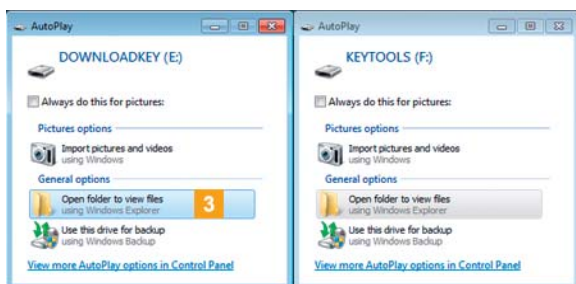 AutoPlay
DOWNLOADKEY (E:)
Always do this for pictures:
Pictures options
Import pictures and videos
using Windows
General options
Open folder to view files
using Windows Explorer
3
Use this drive for backup
using Windows Backup
View more AutoPlay options in Control Panel
AutoPlay
KEYTOOLS (F:)
Always do this for pictures:
Pictures options
Import pictures and videos
using Windows
General options
Open folder to view files
using Windows Explorer
Use this drive for backup
using Windows Backup
View more AutoPlay options in Control Panel